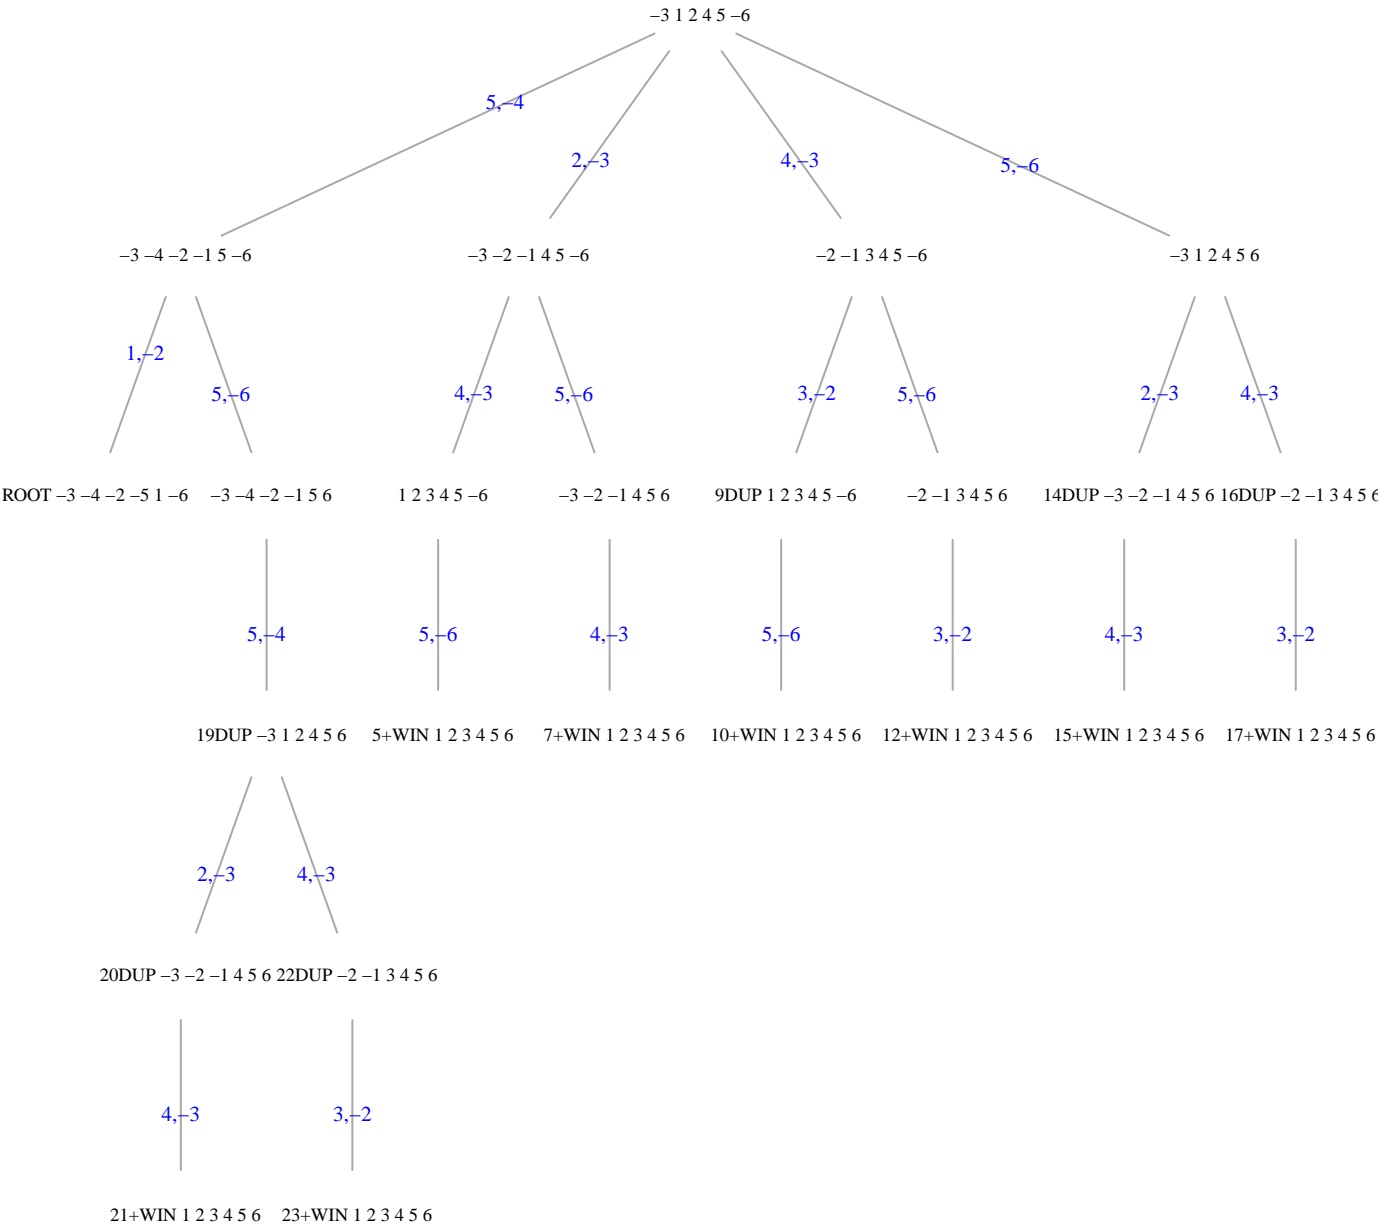 −3 1 2 4 5 −6
5,−4
2,−3
4,−3
5,−6
−3 −4 −2 −1 5 −6
−3 −2 −1 4 5 −6
−2 −1 3 4 5 −6
−3 1 2 4 5 6
1,−2
5,−6
4,−3
5,−6
3,−2
5,−6
2,−3
4,−3
ROOT −3 −4 −2 −5 1 −6
−3 −4 −2 −1 5 6
1 2 3 4 5 −6
−3 −2 −1 4 5 6
9DUP 1 2 3 4 5 −6
−2 −1 3 4 5 6
14DUP −3 −2 −1 4 5 6
16DUP −2 −1 3 4 5 6
5,−4
5,−6
4,−3
5,−6
3,−2
4,−3
3,−2
19DUP −3 1 2 4 5 6
5+WIN 1 2 3 4 5 6
7+WIN 1 2 3 4 5 6
10+WIN 1 2 3 4 5 6
12+WIN 1 2 3 4 5 6
15+WIN 1 2 3 4 5 6
17+WIN 1 2 3 4 5 6
2,−3
4,−3
20DUP −3 −2 −1 4 5 6
22DUP −2 −1 3 4 5 6
4,−3
3,−2
21+WIN 1 2 3 4 5 6
23+WIN 1 2 3 4 5 6